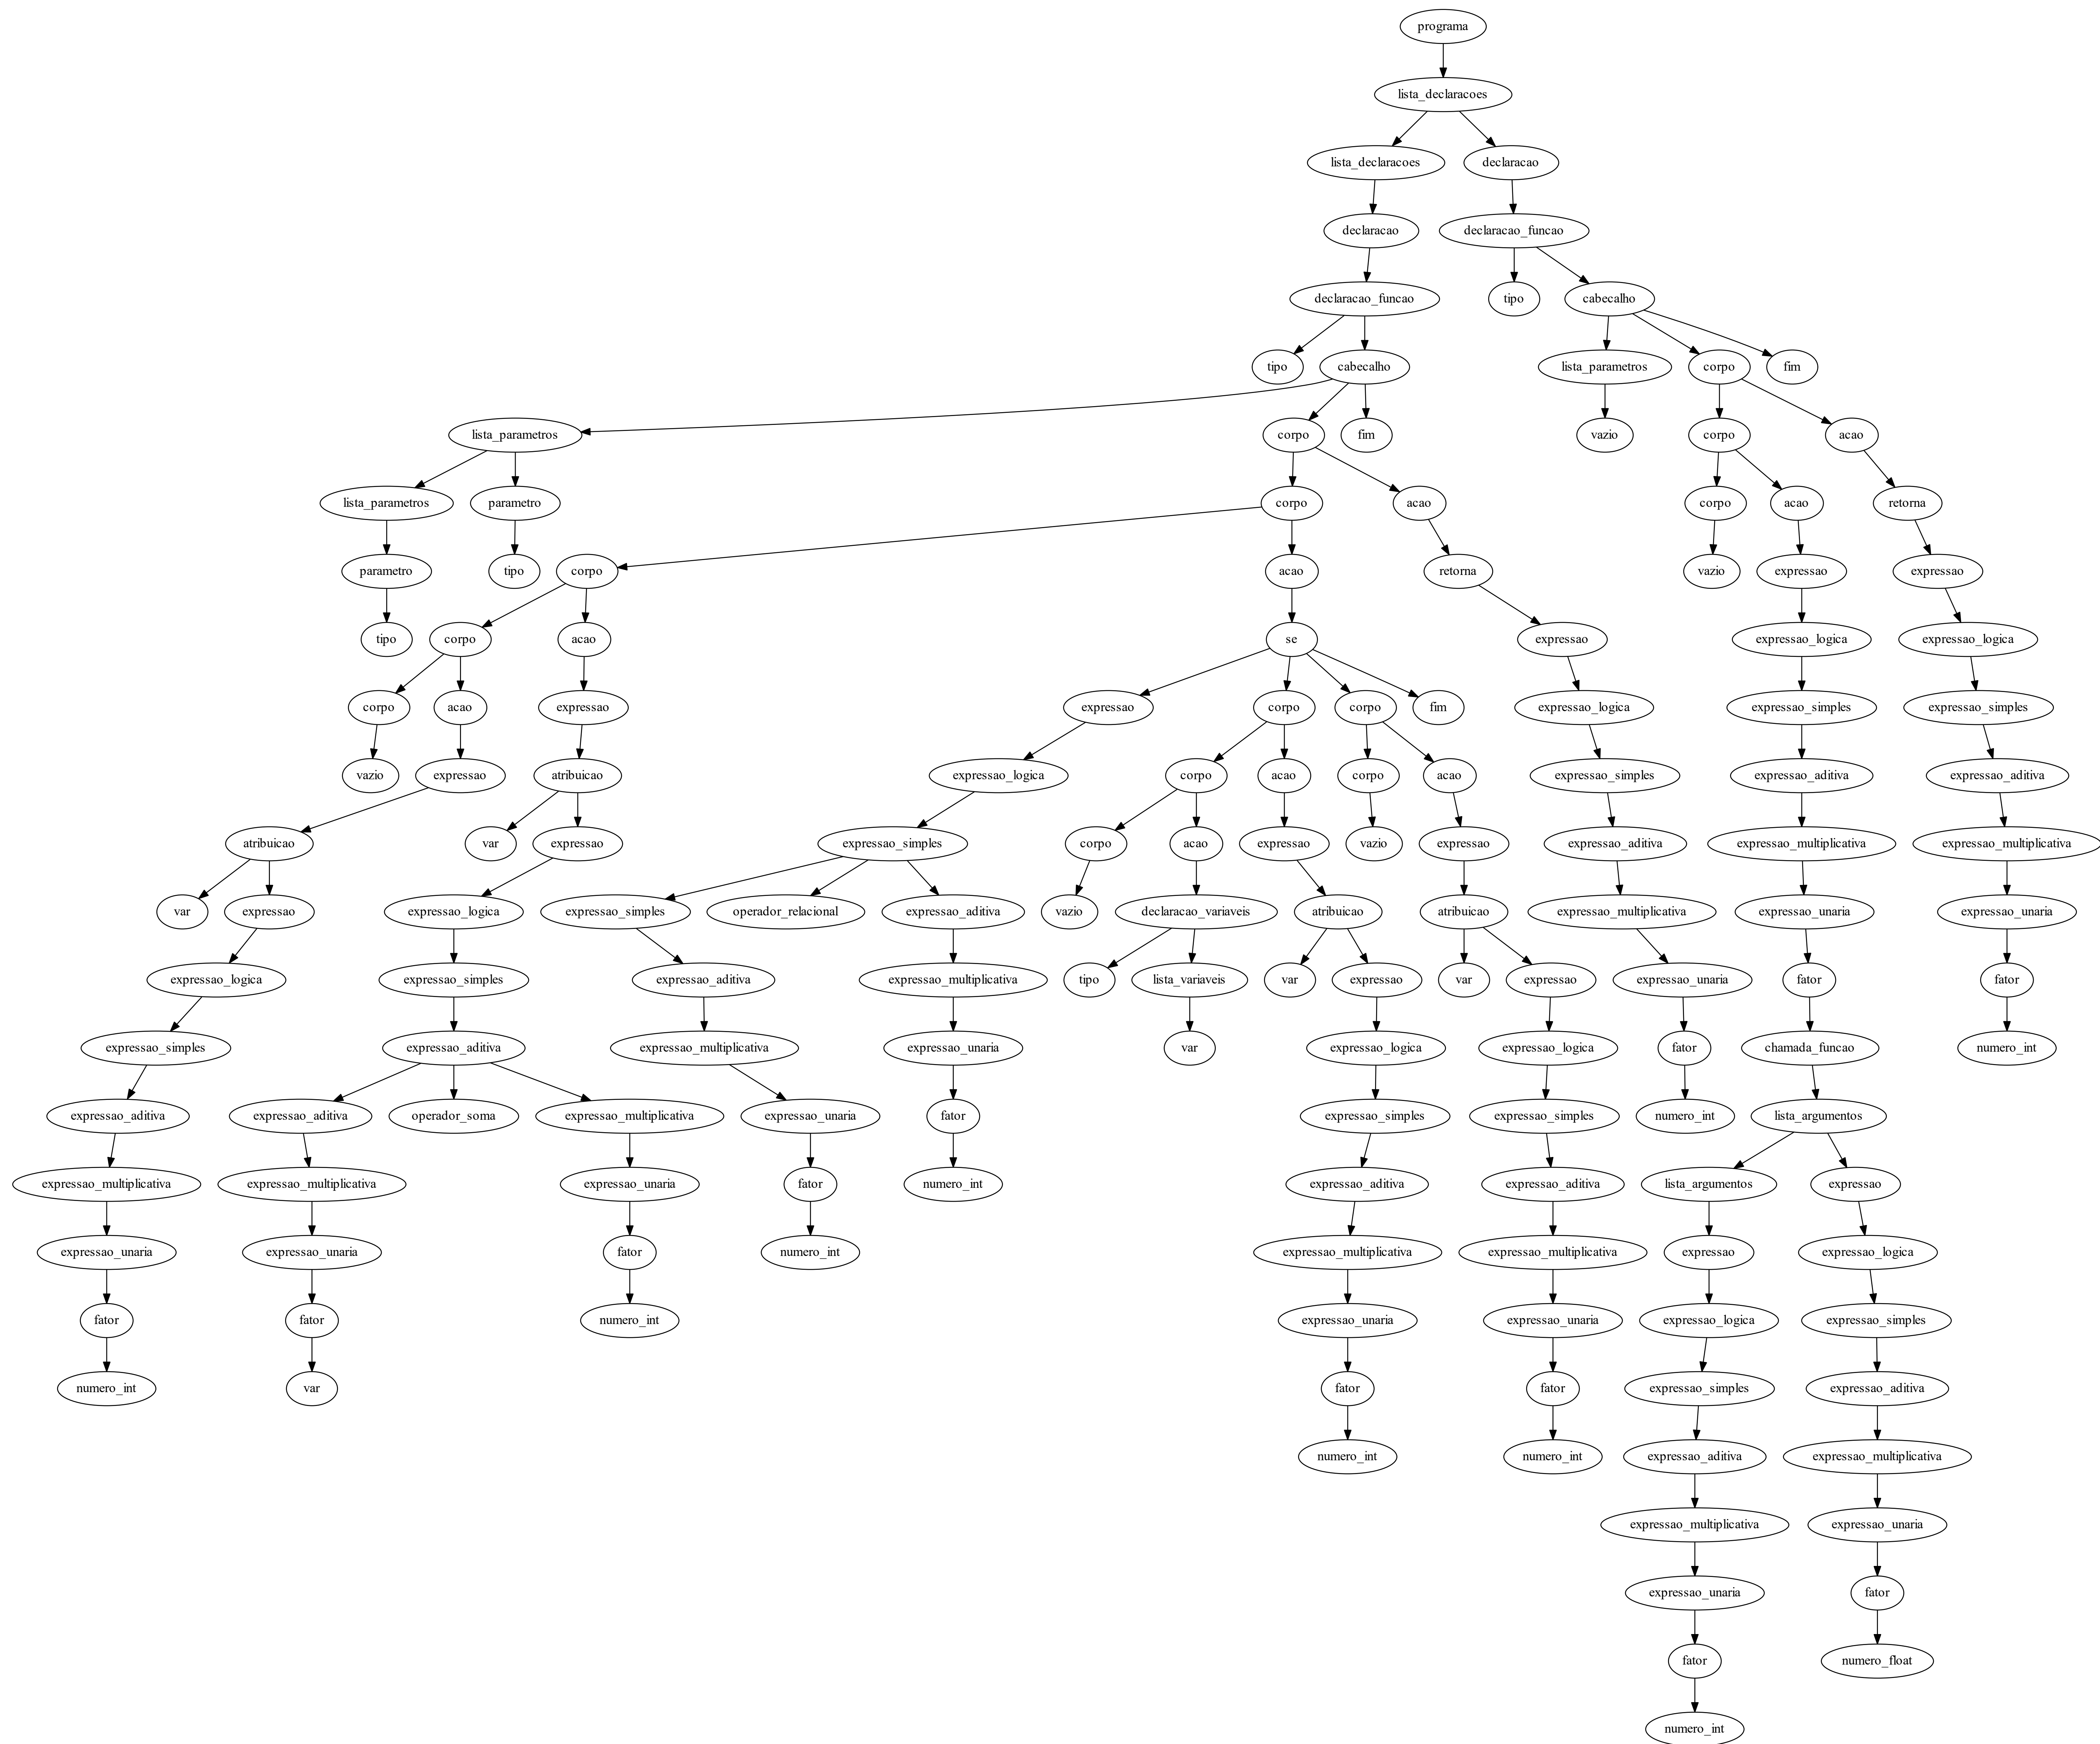 programa
lista_declaracoes
lista_declaracoes
declaracao
declaracao
declaracao_funcao
declaracao_funcao
tipo
cabecalho
tipo
cabecalho
lista_parametros
corpo
fim
lista_parametros
corpo
fim
vazio
corpo
acao
lista_parametros
parametro
corpo
acao
corpo
acao
retorna
parametro
tipo
corpo
acao
retorna
vazio
expressao
expressao
tipo
corpo
acao
se
expressao
expressao_logica
expressao_logica
corpo
acao
expressao
expressao
corpo
corpo
fim
expressao_logica
expressao_simples
expressao_simples
vazio
expressao
atribuicao
expressao_logica
corpo
acao
corpo
acao
expressao_simples
expressao_aditiva
expressao_aditiva
atribuicao
var
expressao
expressao_simples
corpo
acao
expressao
vazio
expressao
expressao_aditiva
expressao_multiplicativa
expressao_multiplicativa
var
expressao
expressao_logica
expressao_simples
operador_relacional
expressao_aditiva
vazio
declaracao_variaveis
atribuicao
atribuicao
expressao_multiplicativa
expressao_unaria
expressao_unaria
expressao_logica
expressao_simples
expressao_aditiva
expressao_multiplicativa
tipo
lista_variaveis
var
expressao
var
expressao
expressao_unaria
fator
fator
expressao_simples
expressao_aditiva
expressao_multiplicativa
expressao_unaria
var
expressao_logica
expressao_logica
fator
chamada_funcao
numero_int
expressao_aditiva
expressao_aditiva
operador_soma
expressao_multiplicativa
expressao_unaria
fator
expressao_simples
expressao_simples
numero_int
lista_argumentos
expressao_multiplicativa
expressao_multiplicativa
expressao_unaria
fator
numero_int
expressao_aditiva
expressao_aditiva
lista_argumentos
expressao
expressao_unaria
expressao_unaria
fator
numero_int
expressao_multiplicativa
expressao_multiplicativa
expressao
expressao_logica
fator
fator
numero_int
expressao_unaria
expressao_unaria
expressao_logica
expressao_simples
numero_int
var
fator
fator
expressao_simples
expressao_aditiva
numero_int
numero_int
expressao_aditiva
expressao_multiplicativa
expressao_multiplicativa
expressao_unaria
expressao_unaria
fator
fator
numero_float
numero_int